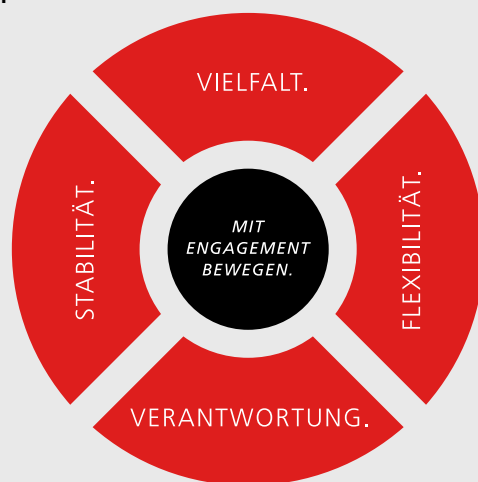 VIELFALT.
STABILITÄT.
MIT
ENGAGEMENT
BEWEGEN.
FLEXIBILITÄT.
VERANTWORTUNG.